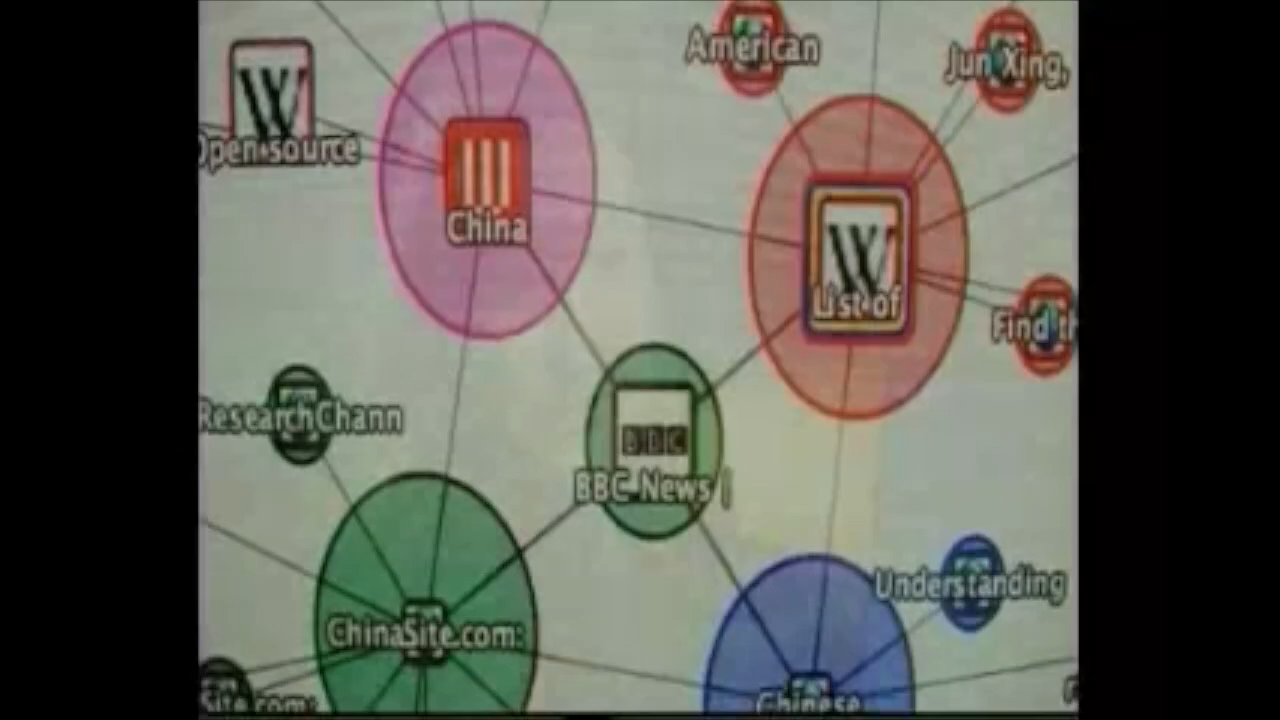 American
Jun Xing,
W
Open-source
China
W
List of
Find th
ResearchChann
BBC
BBC News |
Understanding
ChinaSite.com:
Site.com:
Chinese